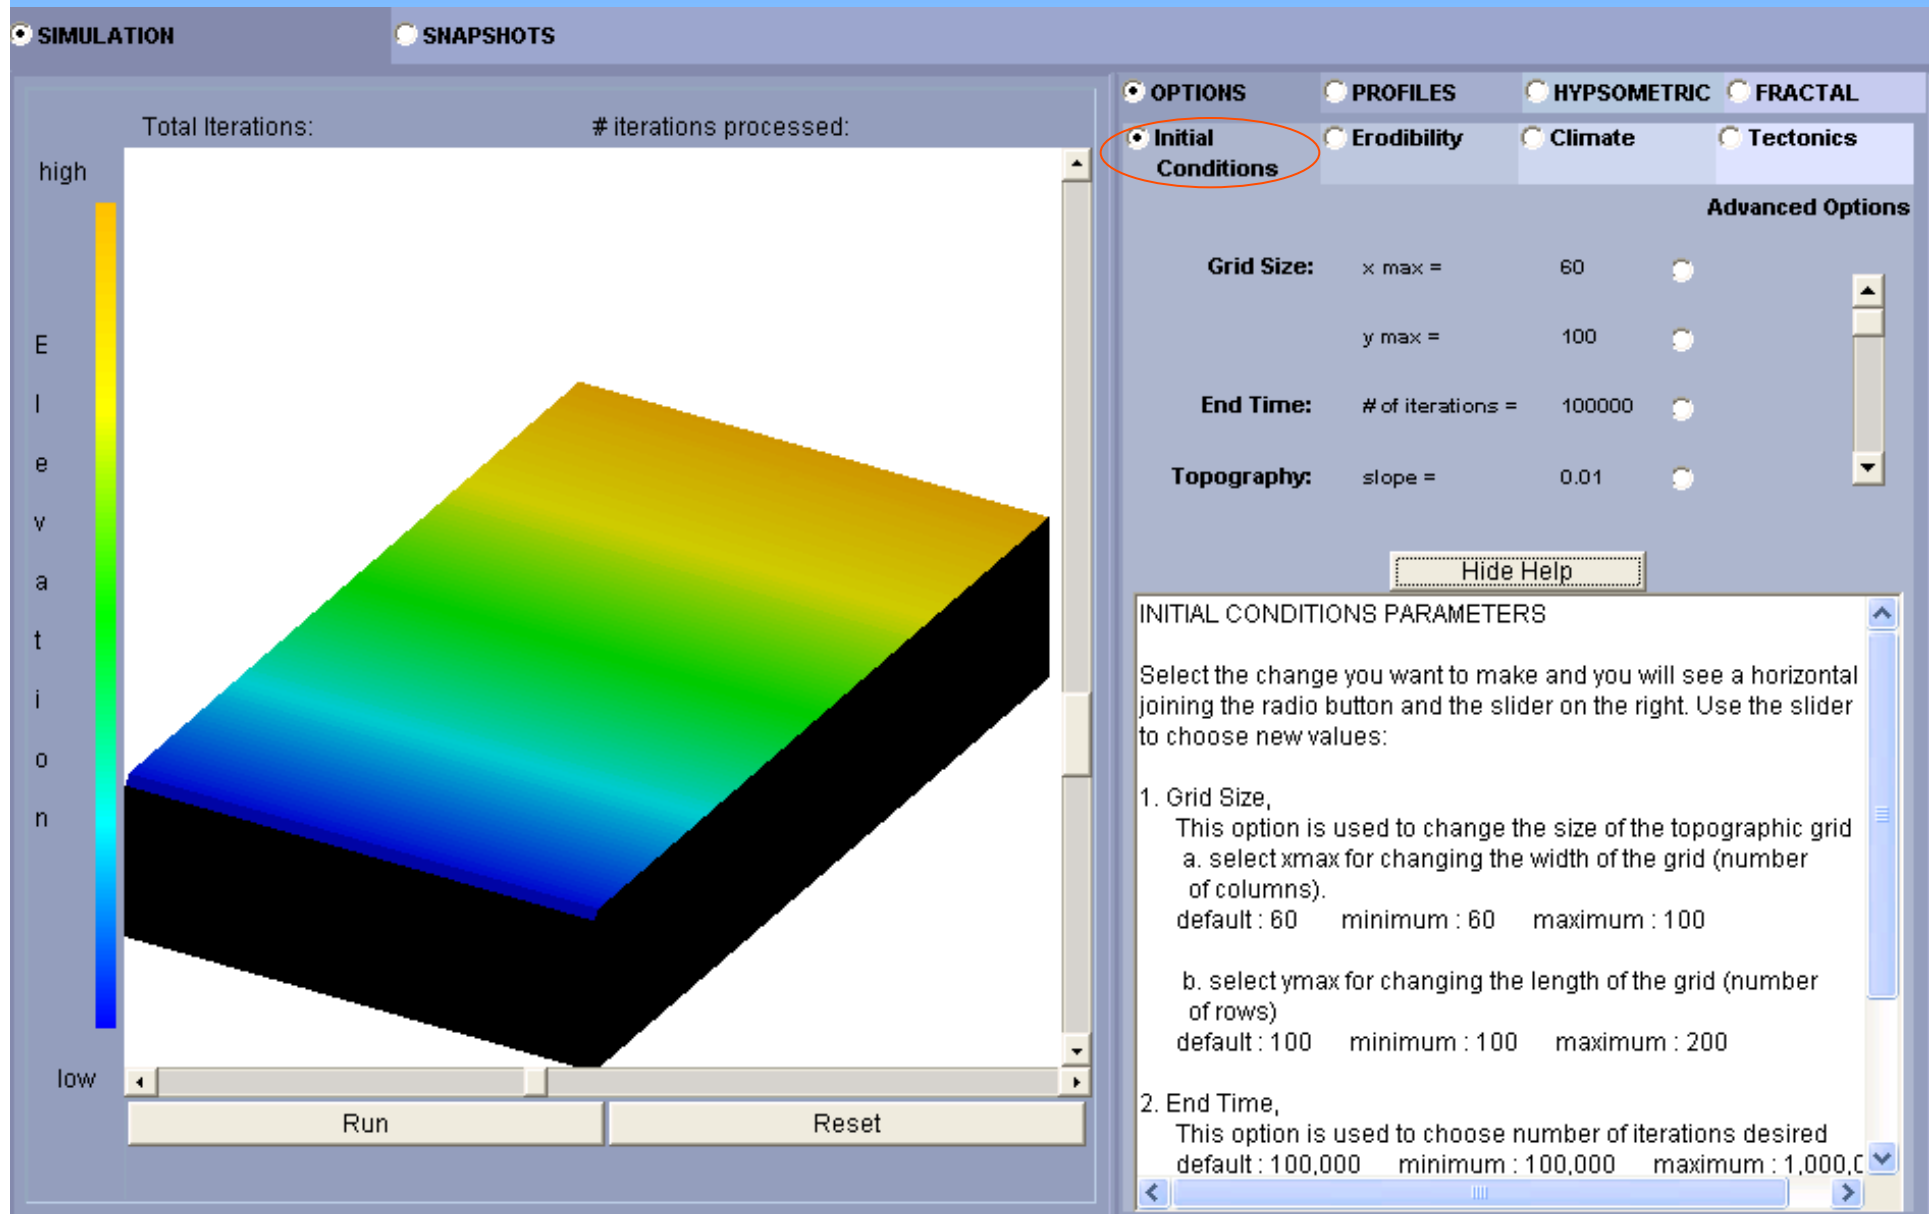 SIMULATION SNAPSHOTS
OPTIONS PROFILES HYPSOMETRIC FRACTAL
Total Iterations: # iterations processed:
Initial Conditions Erodibility Climate Tectonics
high
Advanced Options
Grid Size: x max = 60
y max = 100
E
l
e
v
a
t
i
o
n
End Time: # of iterations = 100000
Topography: slope = 0.01
Hide Help
INITIAL CONDITIONS PARAMETERS
Select the change you want to make and you will see a horizontal
joining the radio button and the slider on the right. Use the slider
to choose new values:
1. Grid Size,
This option is used to change the size of the topographic grid
a. select xmax for changing the width of the grid (number
of columns).
default : 60 minimum : 60 maximum : 100
b. select ymax for changing the length of the grid (number
of rows)
default : 100 minimum : 100 maximum : 200
low
2. End Time,
Run Reset
This option is used to choose number of iterations desired
default : 100,000 minimum : 100,000 maximum : 1,000,